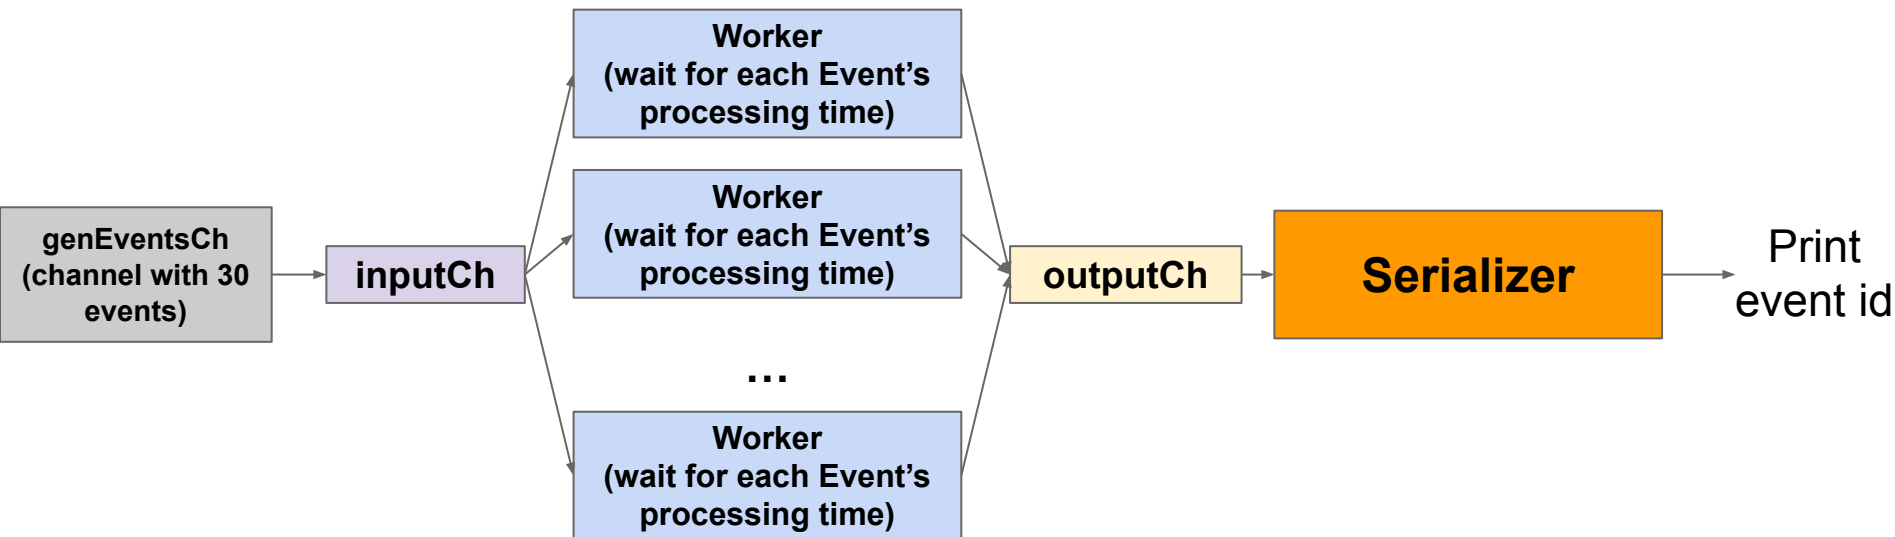 genEventsCh
(channel with 30
events)
inputCh
Worker
(wait for each Event’s
processing time)
Worker
(wait for each Event’s
processing time)
...
Worker
(wait for each Event’s
processing time)
outputCh
Serializer
Print
event id